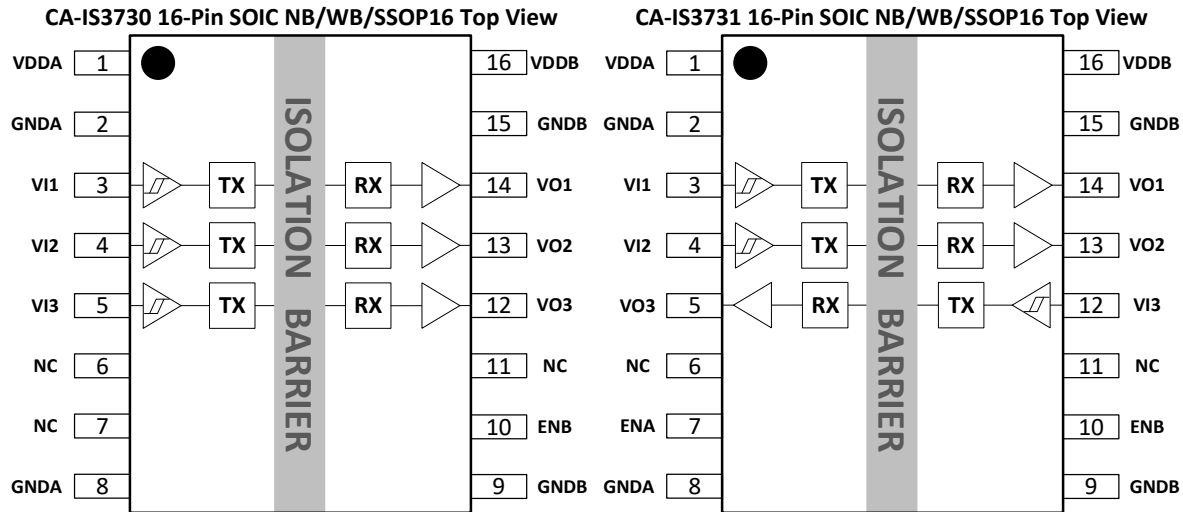 CA-IS3730 16-Pin SOIC NB/WB/SSOP16 Top View
VDDA 1 16 VDDB
GNDA 2 15 GNDB
VI1 3 TX RX 14 VO1
VI2 4 TX RX 13 VO2
VI3 5 TX RX 12 VO3
NC 6 11 NC
NC 7 10 ENB
GNDA 8 9 GNDB
ISOLATION BARRIER
CA-IS3731 16-Pin SOIC NB/WB/SSOP16 Top View
VDDA 1 16 VDDB
GNDA 2 15 GNDB
VI1 3 TX RX 14 VO1
VI2 4 TX RX 13 VO2
VO3 5 RX TX 12 VI3
NC 6 11 NC
ENA 7 10 ENB
GNDA 8 9 GNDB
ISOLATION BARRIER